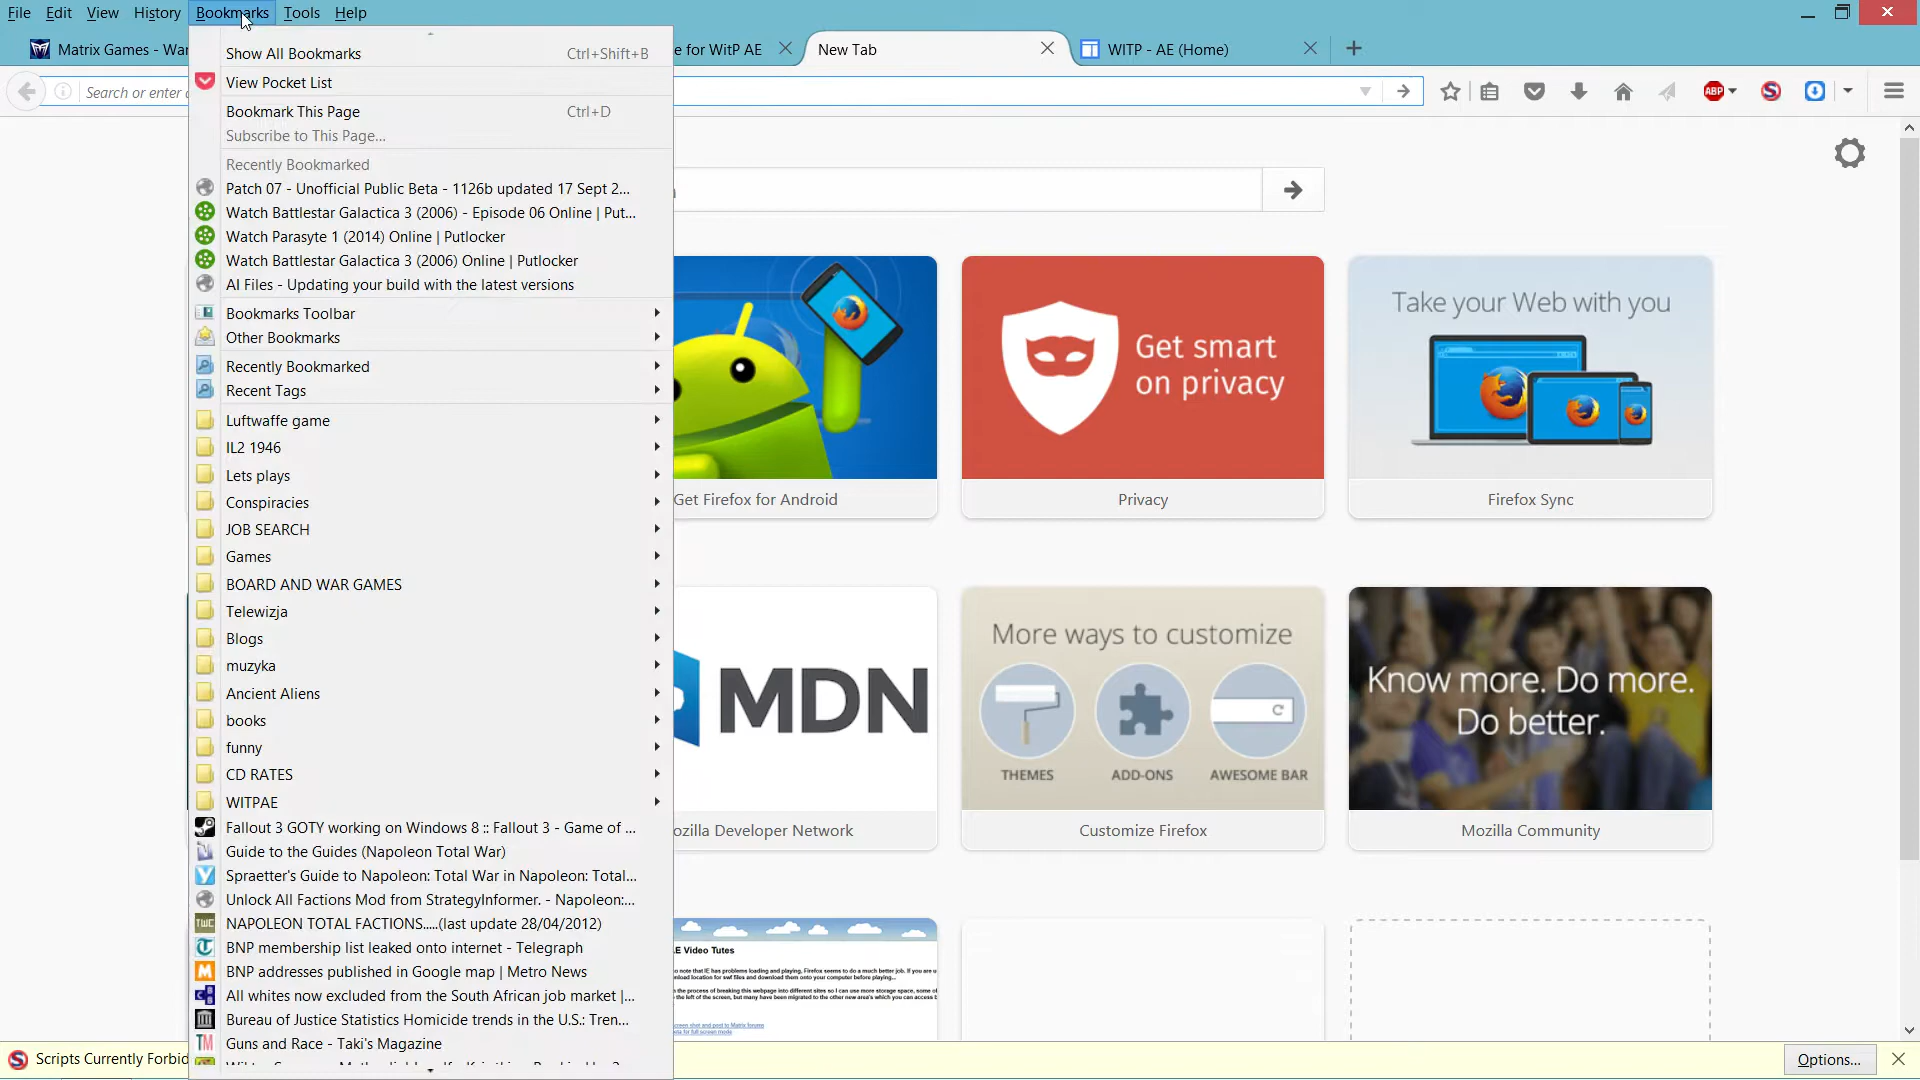 File Edit View History Bookmarks Tools Help
Matrix Games - War
e for WitP AE
New Tab
WITP - AE (Home)
Search or enter a
ABP
Show All Bookmarks Ctrl+Shift+B
View Pocket List
Bookmark This Page Ctrl+D
Subscribe to This Page...
Recently Bookmarked
Patch 07 - Unofficial Public Beta - 1126b updated 17 Sept 2...
Watch Battlestar Galactica 3 (2006) - Episode 06 Online | Put...
Watch Parasyte 1 (2014) Online | Putlocker
Watch Battlestar Galactica 3 (2006) Online | Putlocker
AI Files - Updating your build with the latest versions
Bookmarks Toolbar
Other Bookmarks
Recently Bookmarked
Recent Tags
Luftwaffe game
IL2 1946
Lets plays
Conspiracies
JOB SEARCH
Games
BOARD AND WAR GAMES
Telewizja
Blogs
muzyka
Ancient Aliens
books
funny
CD RATES
WITPAE
Fallout 3 GOTY working on Windows 8 :: Fallout 3 - Game of ...
Guide to the Guides (Napoleon Total War)
Spraetter's Guide to Napoleon: Total War in Napoleon: Total...
Unlock All Factions Mod from StrategyInformer. - Napoleon:...
TWC
NAPOLEON TOTAL FACTIONS.....(last update 28/04/2012)
BNP membership list leaked onto internet - Telegraph
BNP addresses published in Google map | Metro News
All whites now excluded from the South African job market |...
Bureau of Justice Statistics Homicide trends in the U.S.: Tren...
TM
Guns and Race - Taki's Magazine
Get Firefox for Android
Get smart
on privacy
Privacy
Take your Web with you
Firefox Sync
MDN
ozilla Developer Network
More ways to customize
THEMES ADD-ONS AWESOME BAR
Customize Firefox
Know more. Do more.
Do better.
Mozilla Community
E Video Tutes
Scripts Currently Forbid
Options...